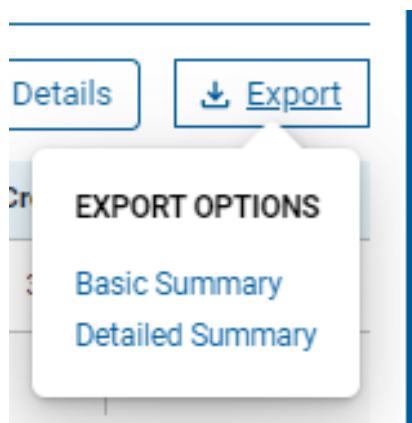 Details
Export
EXPORT OPTIONS
Basic Summary
Detailed Summary